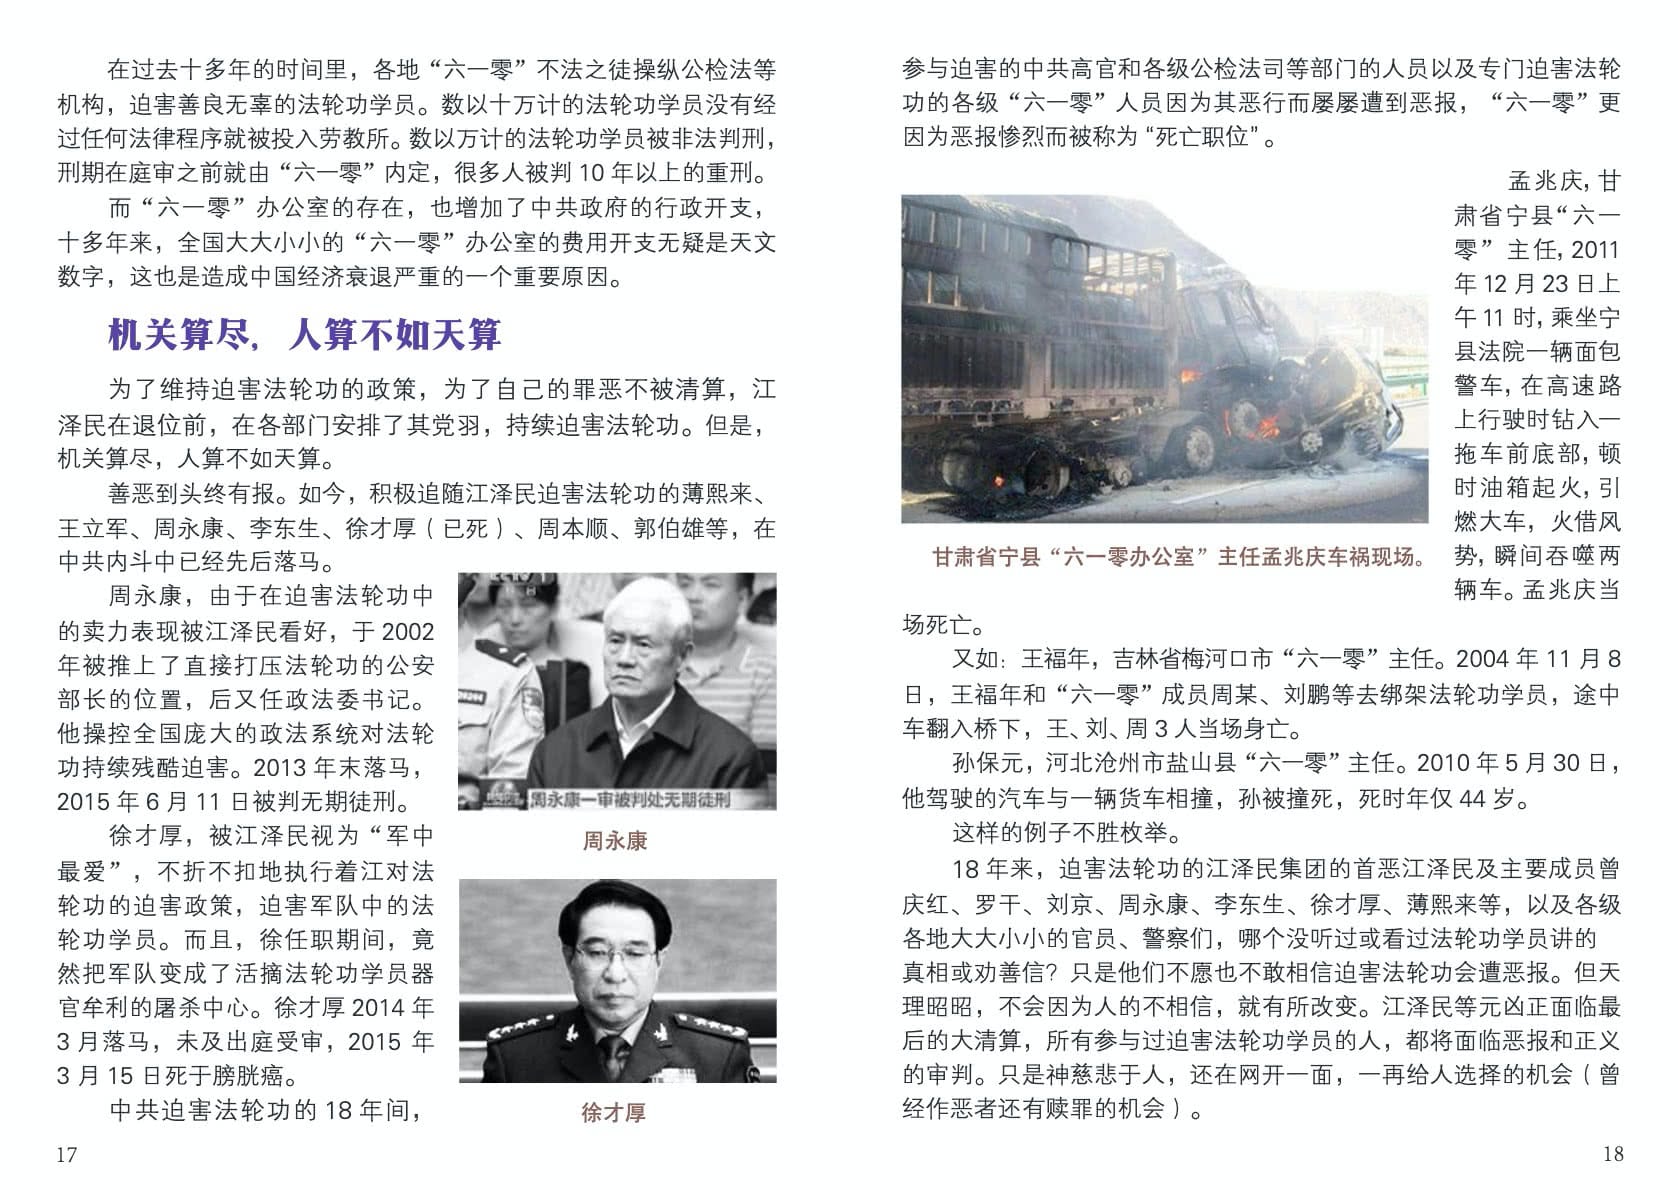 在过去十多年的时间里，各地“六一零”不法之徒操纵公检法等
机构，迫害善良无辜的法轮功学员。数以十万计的法轮功学员没有经
过任何法律程序就被投入劳教所。数以万计的法轮功学员被非法判刑，
刑期在庭审之前就由“六一零”内定，很多人被判 10 年以上的重刑。
而“六一零”办公室的存在，也增加了中共政府的行政开支，
十多年来，全国大大小小的“六一零”办公室的费用开支无疑是天文
数字，这也是造成中国经济衰退严重的一个重要原因。
机关算尽，人算不如天算
为了维持迫害法轮功的政策，为了自己的罪恶不被清算，江
泽民在退位前，在各部门安排了其党羽，持续迫害法轮功。但是，
机关算尽，人算不如天算。
善恶到头终有报。如今，积极追随江泽民迫害法轮功的薄熙来、
王立军、周永康、李东生、徐才厚（已死）、周本顺、郭伯雄等，在
中共内斗中已经先后落马。
周永康，由于在迫害法轮功中
的卖力表现被江泽民看好，于 2002
年被推上了直接打压法轮功的公安
部长的位置，后又任政法委书记。
他操控全国庞大的政法系统对法轮
功持续残酷迫害。2013 年末落马，
2015 年 6 月 11 日被判无期徒刑。
周永康一审被判处无期徒刑
周永康
徐才厚，被江泽民视为“军中
最爱”，不折不扣地执行着江对法
轮功的迫害政策，迫害军队中的法
轮功学员。而且，徐任职期间，竟
然把军队变成了活摘法轮功学员器
官牟利的屠杀中心。徐才厚 2014 年
3 月落马，未及出庭受审，2015 年
3 月 15 日死于膀胱癌。
徐才厚
中共迫害法轮功的 18 年间，
17
参与迫害的中共高官和各级公检法司等部门的人员以及专门迫害法轮
功的各级“六一零”人员因为其恶行而屡屡遭到恶报，“六一零”更
因为恶报惨烈而被称为“死亡职位”。
甘肃省宁县“六一零办公室”主任孟兆庆车祸现场。
孟兆庆，甘
肃省宁县“六一
零”主任，2011
年 12 月 23 日上
午 11 时，乘坐宁
县法院一辆面包
警车，在高速路
上行驶时钻入一
拖车前底部，顿
时油箱起火，引
燃大车，火借风
势，瞬间吞噬两
辆车。孟兆庆当
场死亡。
又如：王福年，吉林省梅河口市“六一零”主任。2004 年 11 月 8
日，王福年和“六一零”成员周某、刘鹏等去绑架法轮功学员，途中
车翻入桥下，王、刘、周 3 人当场身亡。
孙保元，河北沧州市盐山县“六一零”主任。2010 年 5 月 30 日，
他驾驶的汽车与一辆货车相撞，孙被撞死，死时年仅 44 岁。
这样的例子不胜枚举。
18 年来，迫害法轮功的江泽民集团的首恶江泽民及主要成员曾
庆红、罗干、刘京、周永康、李东生、徐才厚、薄熙来等，以及各级
各地大大小小的官员、警察们，哪个没听过或看过法轮功学员讲的
真相或劝善信？只是他们不愿也不敢相信迫害法轮功会遭恶报。但天
理昭昭，不会因为人的不相信，就有所改变。江泽民等元凶正面临最
后的大清算，所有参与过迫害法轮功学员的人，都将面临恶报和正义
的审判。只是神慈悲于人，还在网开一面，一再给人选择的机会（曾
经作恶者还有赎罪的机会）。
18